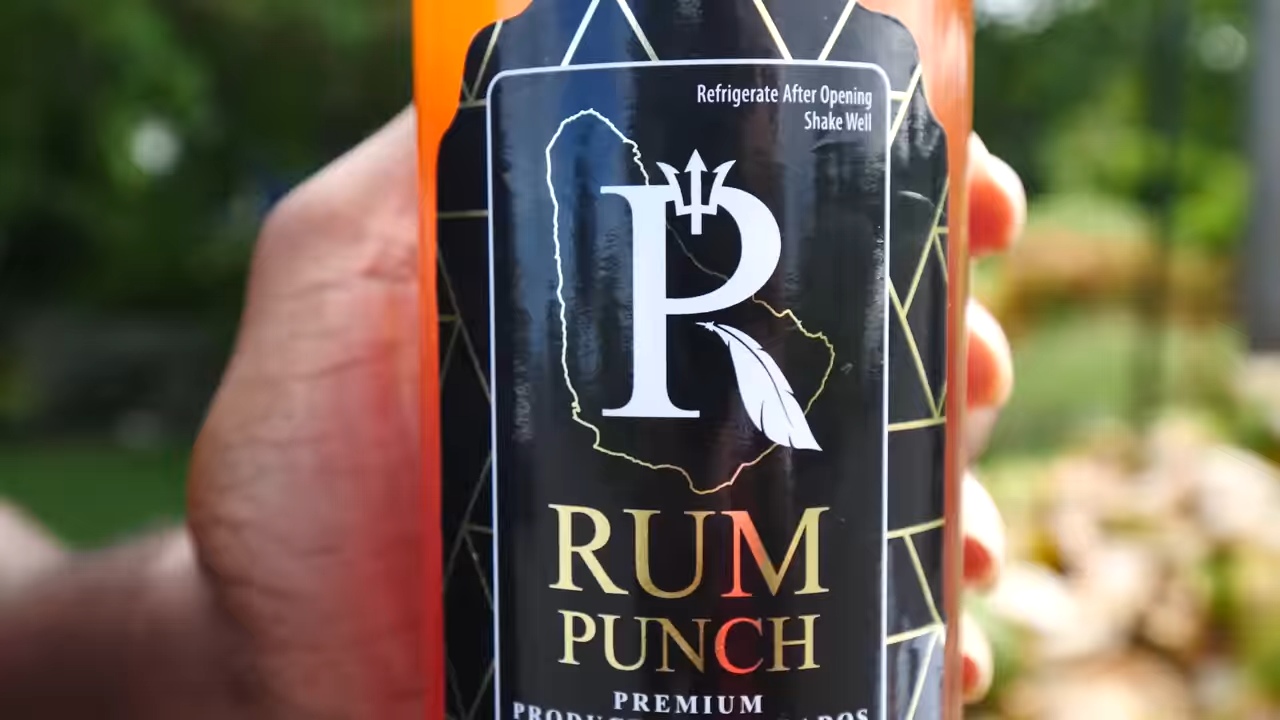 Refrigerate After Opening
Shake Well
R
RUM
PUNCH
PREMIUM